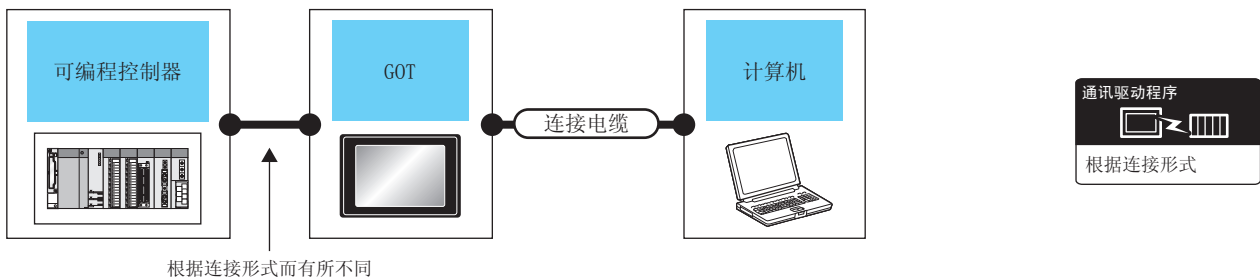 可编程控制器
GOT
计算机
连接电缆
根据连接形式而有所不同
通讯驱动程序
根据连接形式